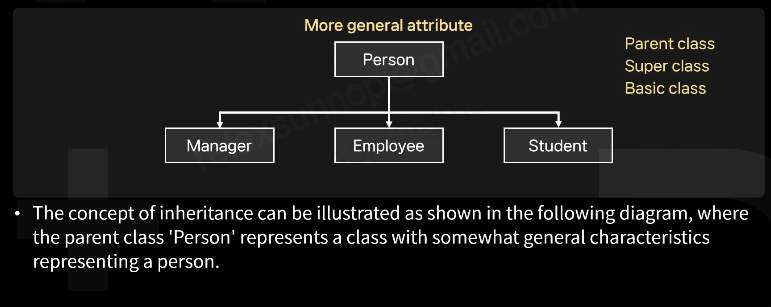 More general attribute
Person
Parent class
Super class
Basic class
Manager
Employee
Student
• The concept of inheritance can be illustrated as shown in the following diagram, where
the parent class 'Person' represents a class with somewhat general characteristics
representing a person.